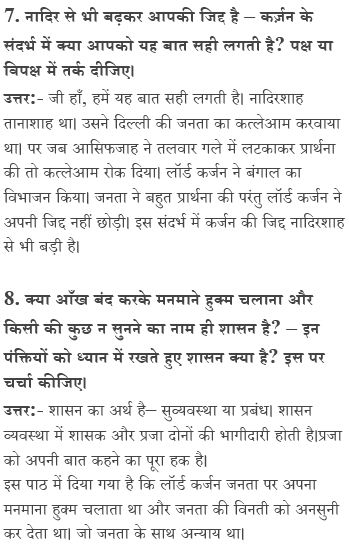 7. नादिर से भी बढ़कर आपकी जिद्द है – कर्ज़न के
संदर्भ में क्या आपको यह बात सही लगती है? पक्ष या
विपक्ष में तर्क दीजिए।
उत्तर:- जी हाँ, हमें यह बात सही लगती है। नादिरशाह
तानाशाह था। उसने दिल्ली की जनता का कत्लेआम करवाया
था। पर जब आसिफजाह ने तलवार गले में लटकाकर प्रार्थना
की तो कत्लेआम रोक दिया। लॉर्ड कर्जन ने बंगाल का
विभाजन किया। जनता ने बहुत प्रार्थना की परंतु लॉर्ड कर्जन ने
अपनी जिद्द नहीं छोड़ी। इस संदर्भ में कर्जन की जिद्द नादिरशाह
से भी बड़ी है।
8. क्या आँख बंद करके मनमाने हुक्म चलाना और
किसी की कुछ न सुनने का नाम ही शासन है? – इन
पंक्तियों को ध्यान में रखते हुए शासन क्या है? इस पर
चर्चा कीजिए।
उत्तर:- शासन का अर्थ है– सुव्यवस्था या प्रबंध। शासन
व्यवस्था में शासक और प्रजा दोनों की भागीदारी होती है।प्रजा
को अपनी बात कहने का पूरा हक है।
इस पाठ में दिया गया है कि लॉर्ड कर्जन जनता पर अपना
मनमाना हुक्म चलाता था और जनता की विनती को अनसुनी
कर देता था। जो जनता के साथ अन्याय था।